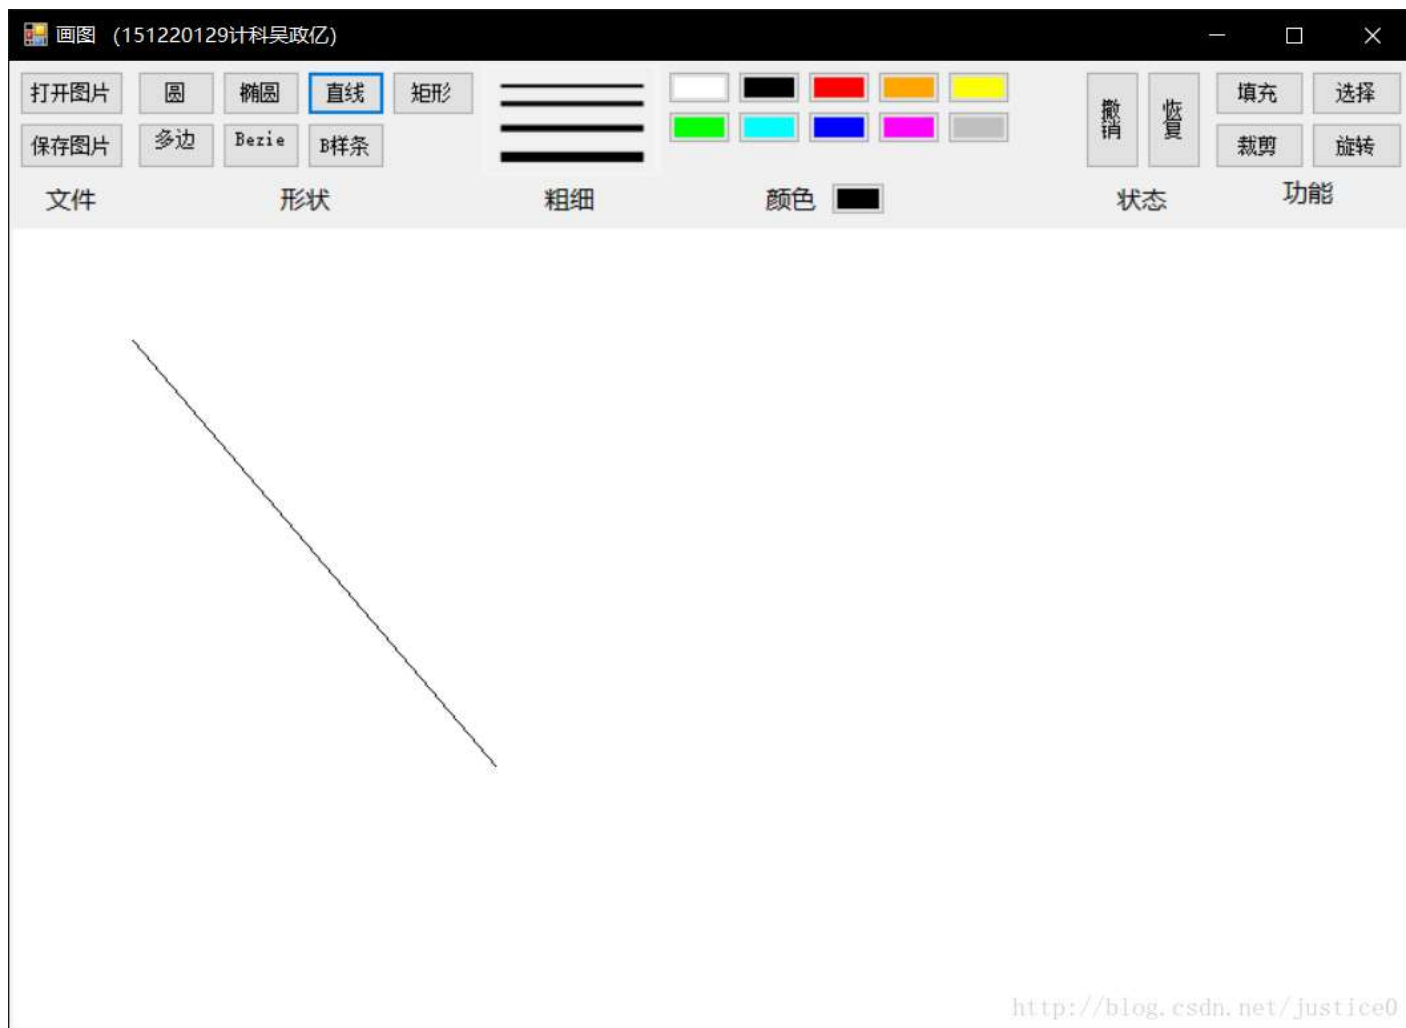 画图 (151220129计科吴政亿)
打开图片 圆 椭圆 直线 矩形
保存图片 多边 Bezie B样条
文件 形状 粗细 颜色
撤销 恢复
状态
填充 选择
裁剪 旋转
功能
http://blog.csdn.net/justice0